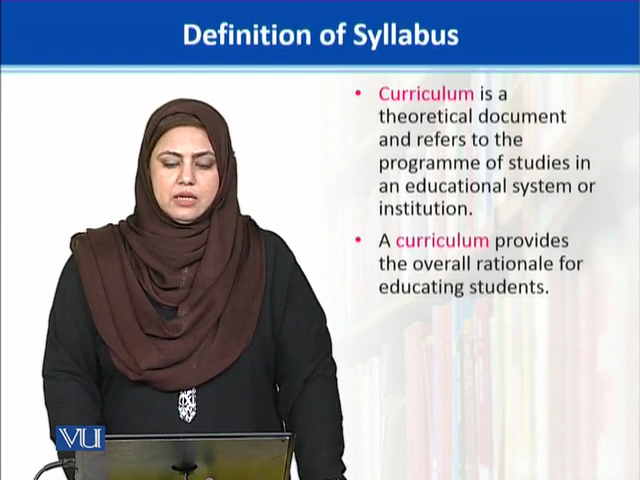 Definition of Syllabus
• Curriculum is a
theoretical document
and refers to the
programme of studies in
an educational system or
institution.
• A curriculum provides
the overall rationale for
educating students.
VU